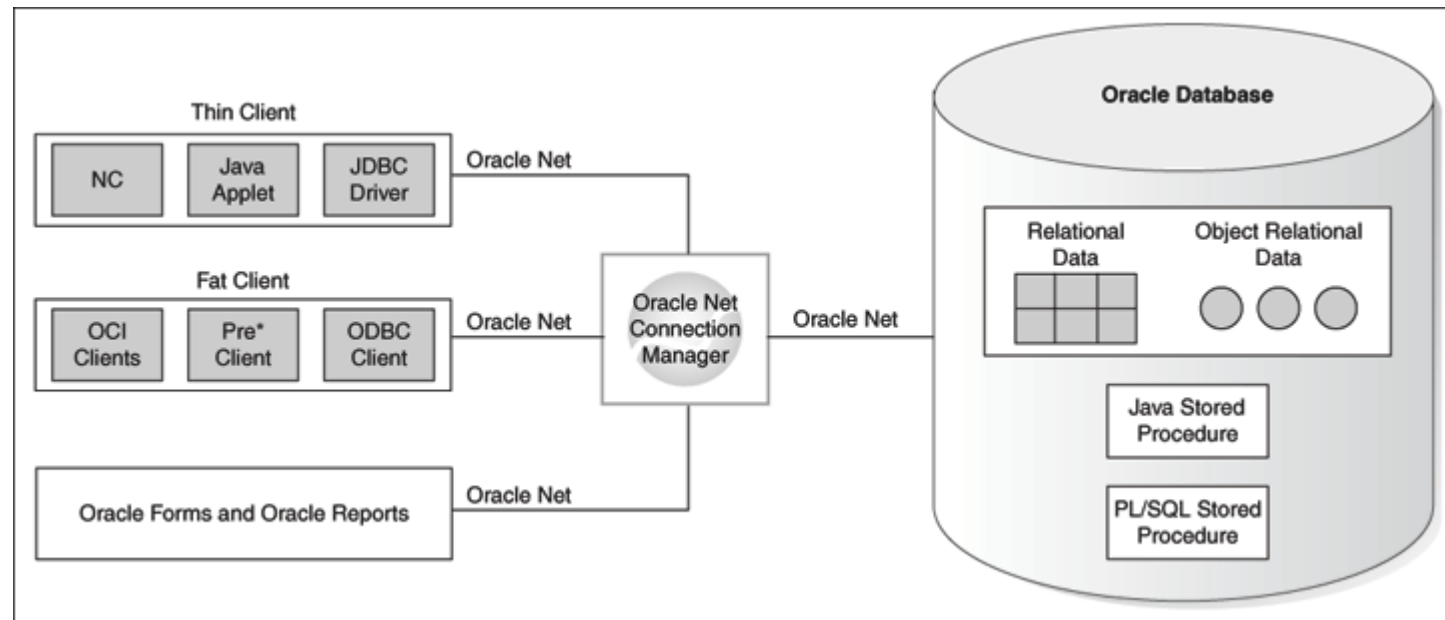 Thin Client
NC
Java
Applet
JDBC
Driver
Oracle Net
Fat Client
OCI
Clients
Pre*
Client
ODBC
Client
Oracle Net
Oracle Forms and Oracle Reports
Oracle Net
Oracle Net
Connection
Manager
Oracle Net
Oracle Database
Relational
Data
Object Relational
Data
Java Stored
Procedure
PL/SQL Stored
Procedure